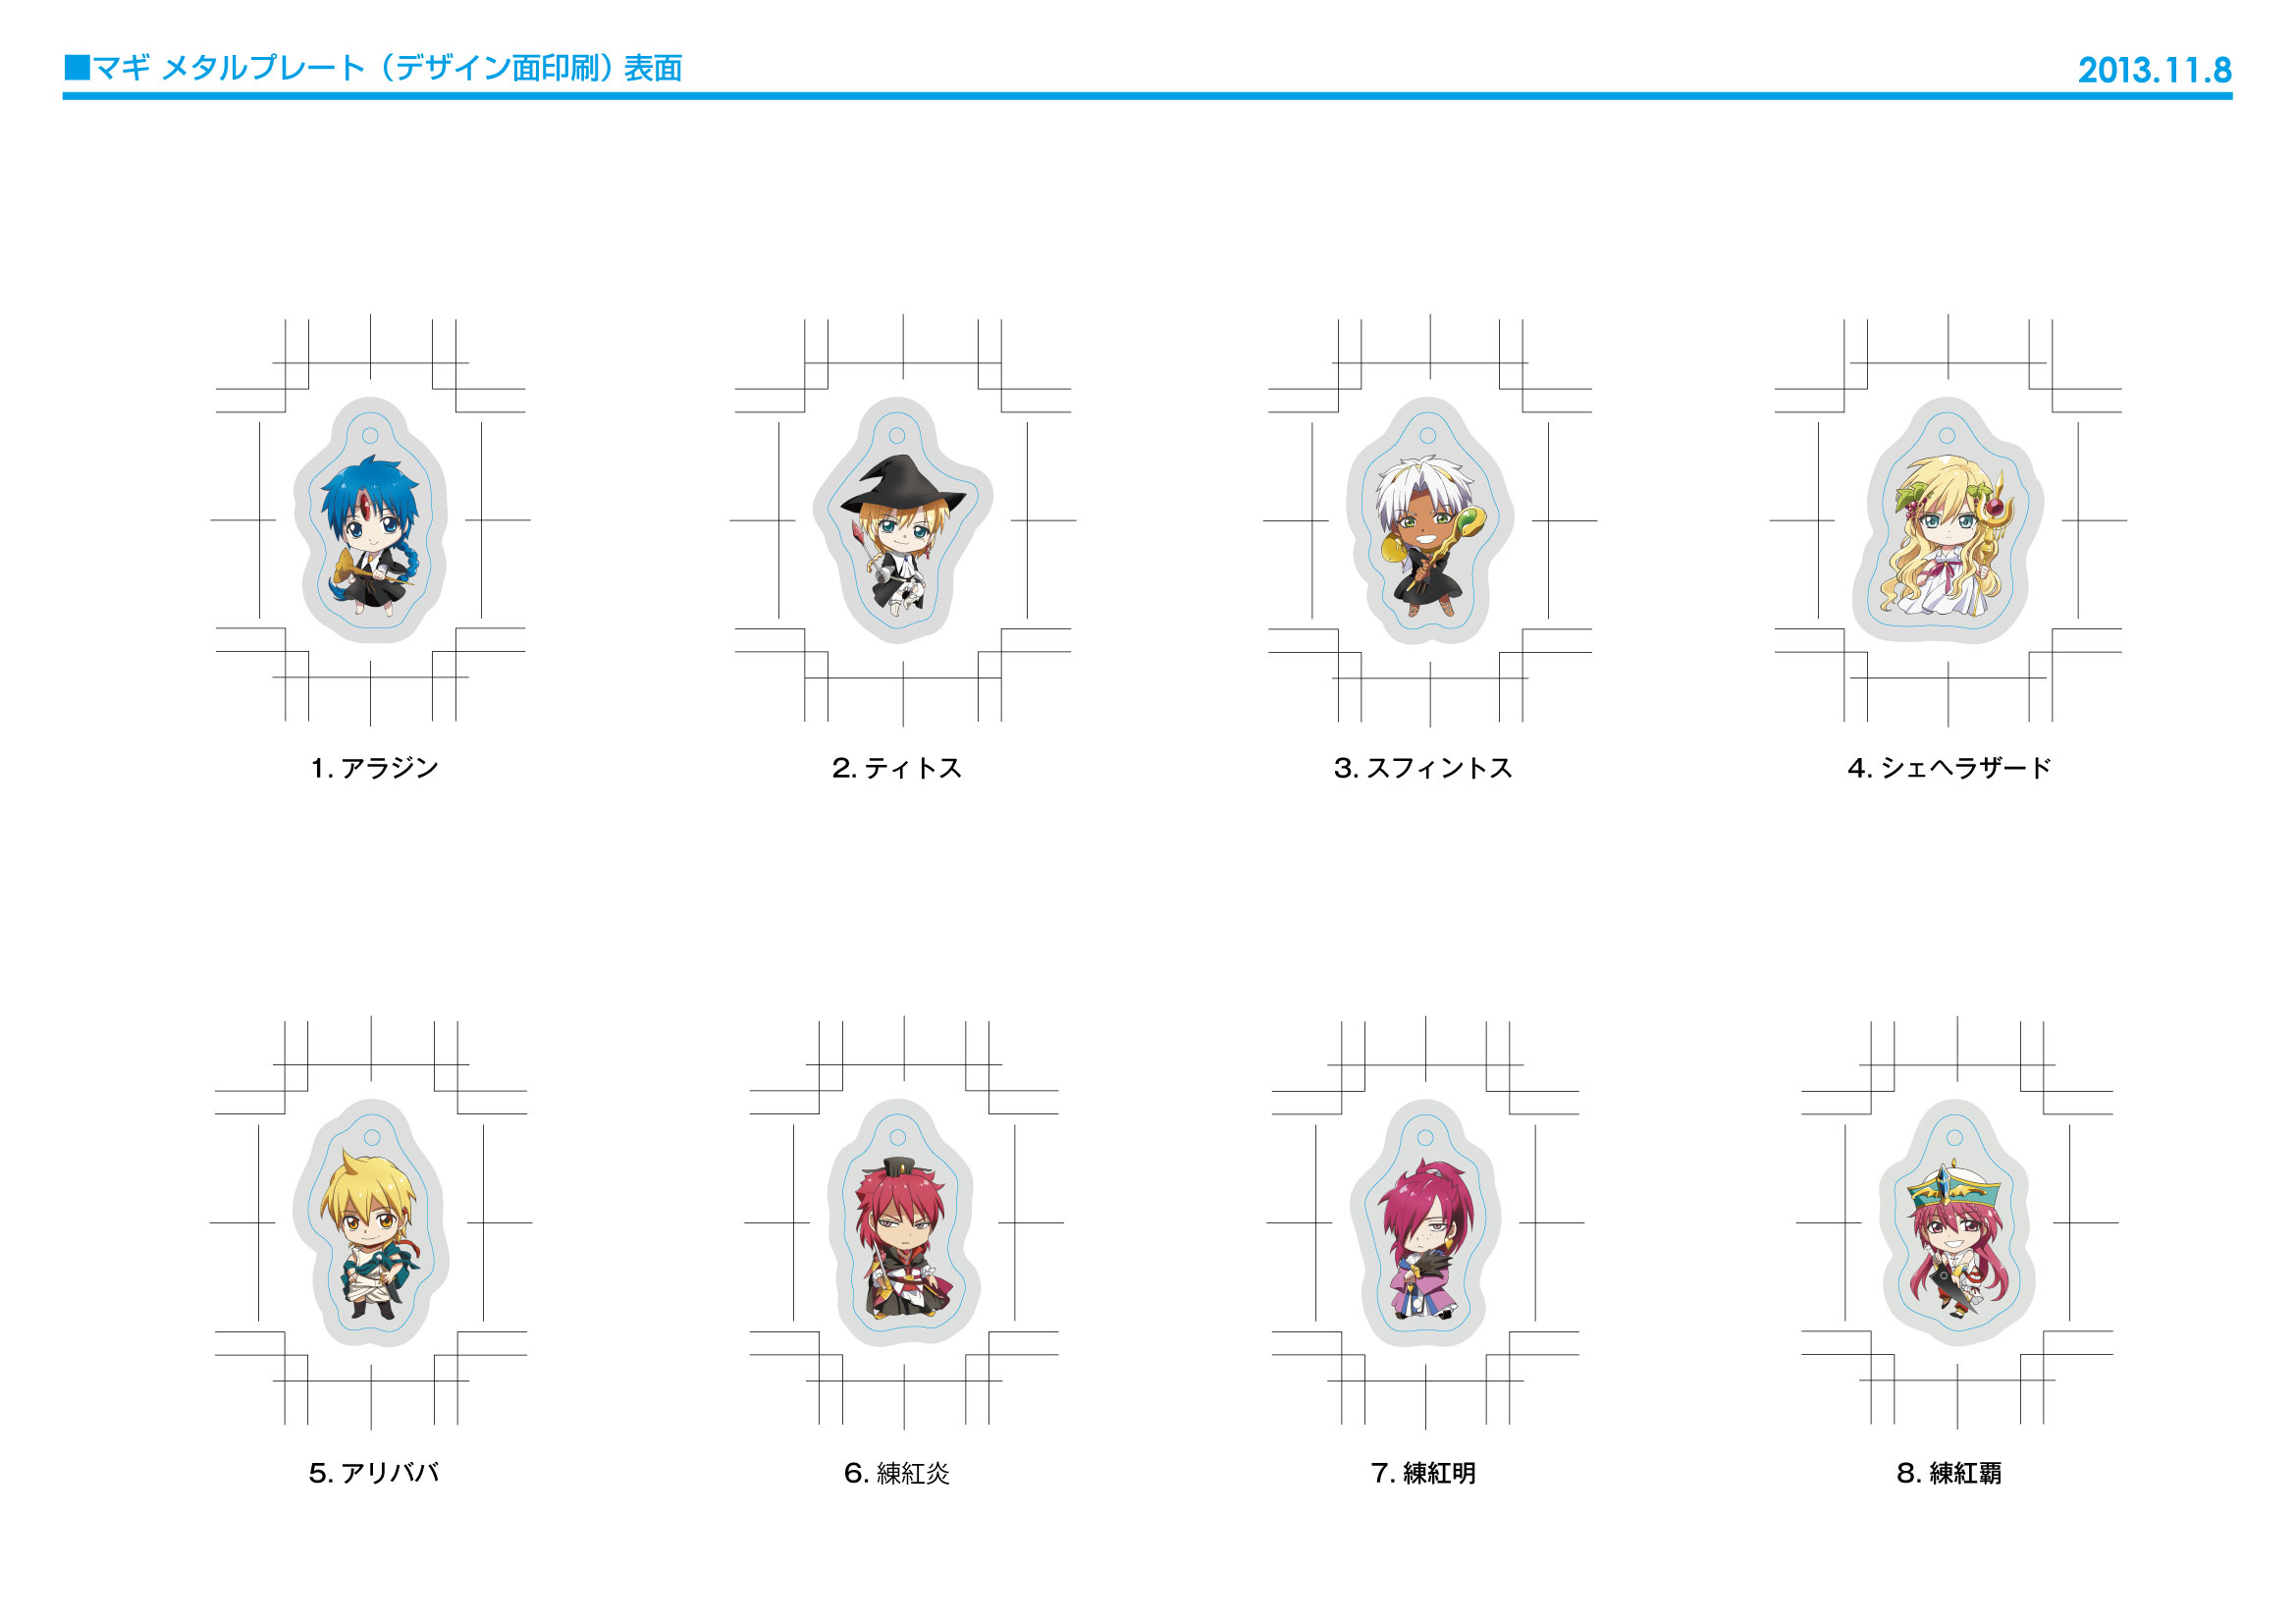 ■マギ メタルプレート（デザイン面印刷）表面
2013.11.8
1. アラジン
2. ティトス
3. スフィントス
4. シェヘラザード
5. アリババ
6. 練紅炎
7. 練紅明
8. 練紅覇